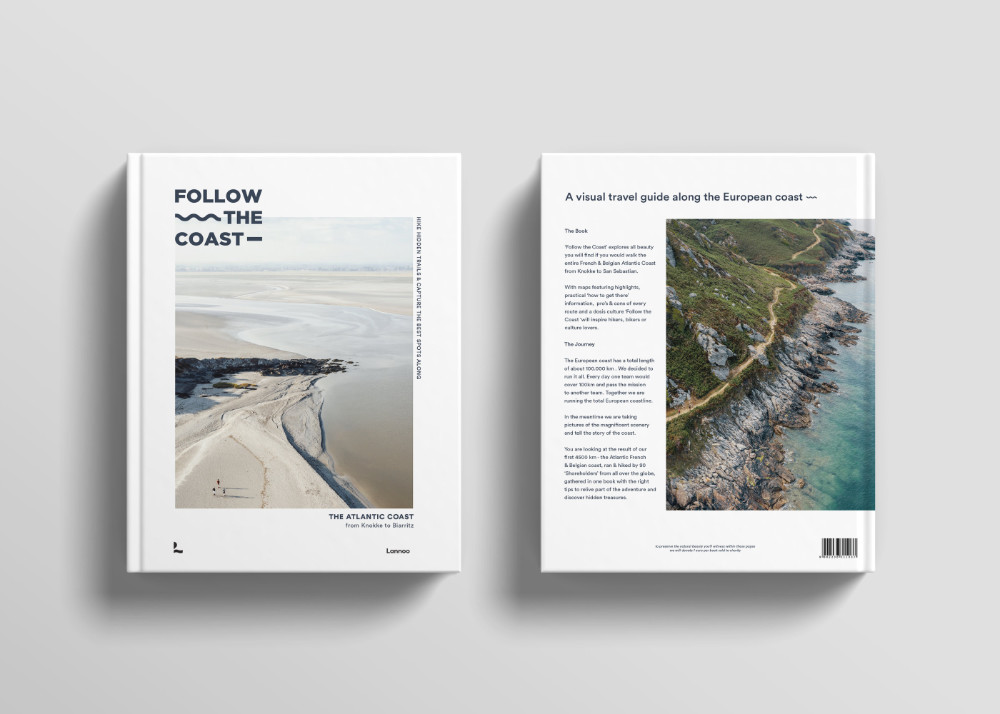 FOLLOW
THE
COAST
HIKE HIDDEN TRAILS & CAPTURE THE BEST SPOTS ALONG
THE ATLANTIC COAST
from Knokke to Biarritz
Lannoo
A visual travel guide along the European coast
The Book
'Follow the Coast' explores all beauty
you will find if you would walk the
entire French & Belgian Atlantic Coast
from Knokke to San Sebastian.
With maps featuring highlights,
practical 'how to get there'
information, pro's & cons of every
route and a dosis culture 'Follow the
Coast' will inspire hikers, bikers or
culture lovers.
The Journey
The European coast has a total length
of about 100.000 km . We decided to
run it all. Every day one team would
cover 100km and pass the mission
to another team. Together we are
running the total European coastline.
In the meantime we are taking
pictures of the magnificent scenery
and tell the story of the coast.
You are looking at the result of our
first 4500 km - the Atlantic French
& Belgian coast, ran & hiked by 90
'Shoreholders' from all over the globe,
gathered in one book with the right
tips to relive part of the adventure and
discover hidden treasures.